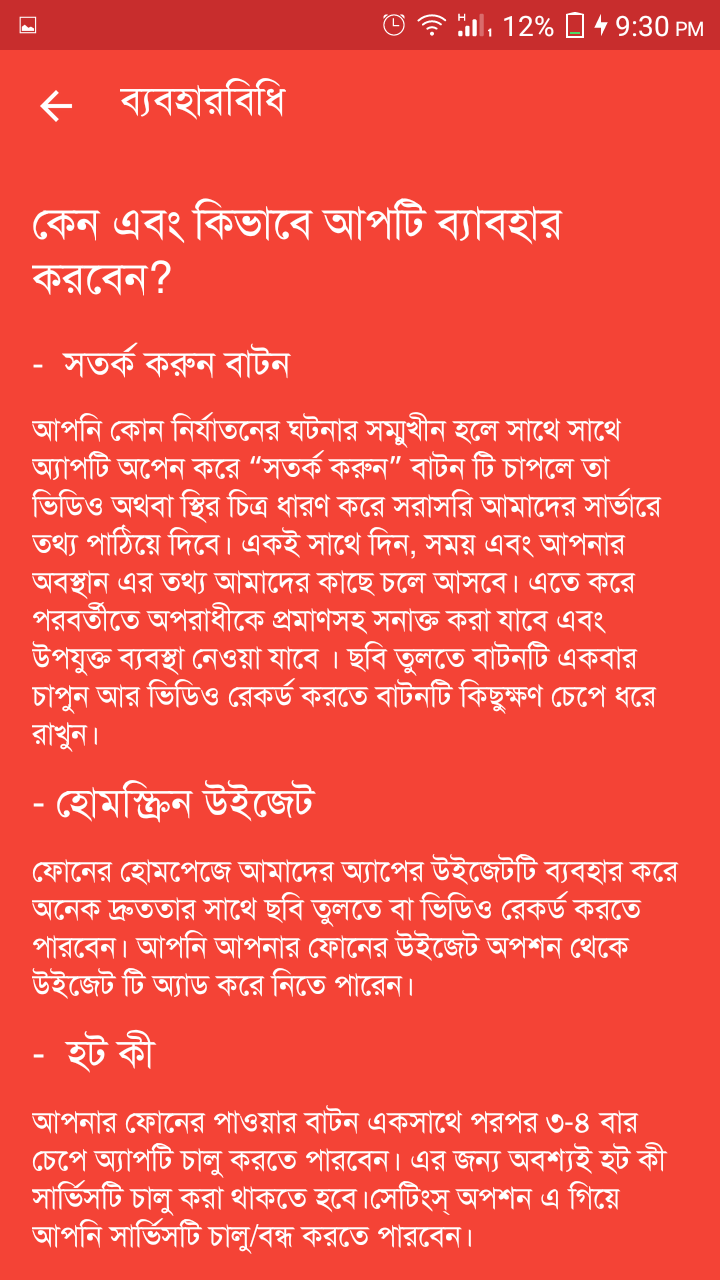 H 1 12% 9:30 PM
ব্যবহারবিধি
কেন এবং কিভাবে আপটি ব্যাবহার
করবেন?
- সতর্ক করুন বাটন
আপনি কোন নির্যাতনের ঘটনার সম্মুখীন হলে সাথে সাথে
অ্যাপটি অপেন করে “সতর্ক করুন” বাটন টি চাপলে তা
ভিডিও অথবা স্থির চিত্র ধারণ করে সরাসরি আমাদের সার্ভারে
তথ্য পাঠিয়ে দিবে। একই সাথে দিন, সময় এবং আপনার
অবস্থান এর তথ্য আমাদের কাছে চলে আসবে। এতে করে
পরবর্তীতে অপরাধীকে প্রমাণসহ সনাক্ত করা যাবে এবং
উপযুক্ত ব্যবস্থা নেওয়া যাবে । ছবি তুলতে বাটনটি একবার
চাপুন আর ভিডিও রেকর্ড করতে বাটনটি কিছুক্ষণ চেপে ধরে
রাখুন।
- হোমস্ক্রিন উইজেট
ফোনের হোমপেজে আমাদের অ্যাপের উইজেটটি ব্যবহার করে
অনেক দ্রুততার সাথে ছবি তুলতে বা ভিডিও রেকর্ড করতে
পারবেন। আপনি আপনার ফোনের উইজেট অপশন থেকে
উইজেট টি অ্যাড করে নিতে পারেন।
- হট কী
আপনার ফোনের পাওয়ার বাটন একসাথে পরপর ৩-৪ বার
চেপে অ্যাপটি চালু করতে পারবেন। এর জন্য অবশ্যই হট কী
সার্ভিসটি চালু করা থাকতে হবে।সেটিংস্ অপশন এ গিয়ে
আপনি সার্ভিসটি চালু/বন্ধ করতে পারবেন।